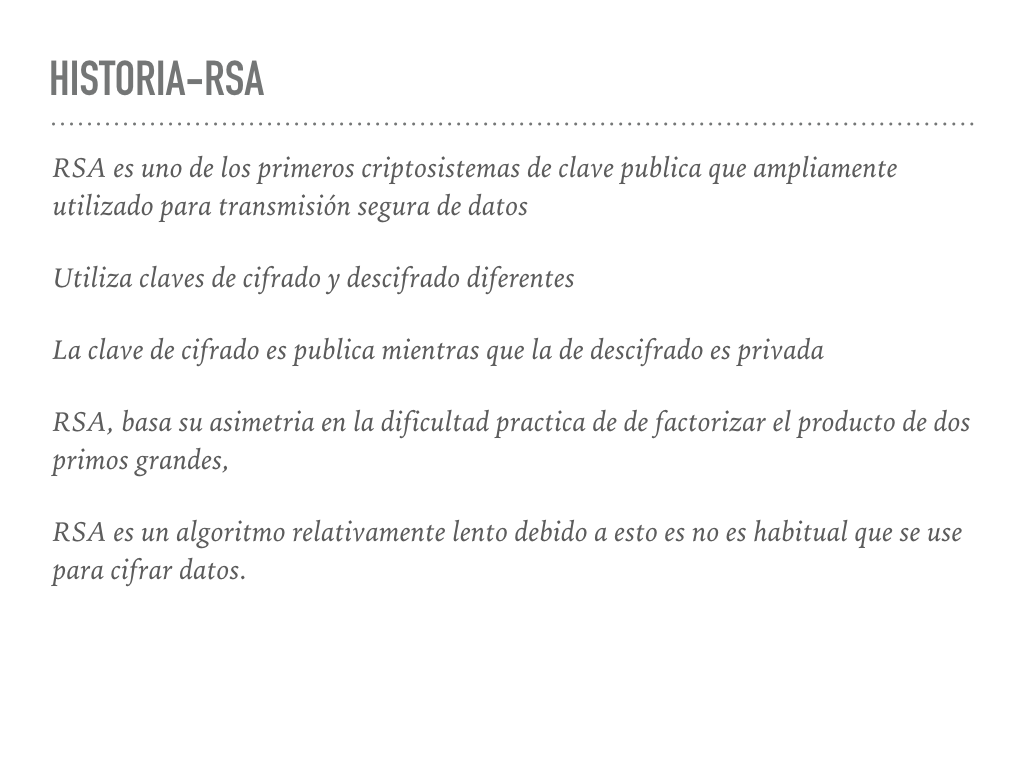 HISTORIA-RSA
RSA es uno de los primeros criptosistemas de clave publica que ampliamente
utilizado para transmisión segura de datos
Utiliza claves de cifrado y descifrado diferentes
La clave de cifrado es publica mientras que la de descifrado es privada
RSA, basa su asimetria en la dificultad practica de de factorizar el producto de dos
primos grandes,
RSA es un algoritmo relativamente lento debido a esto es no es habitual que se use
para cifrar datos.